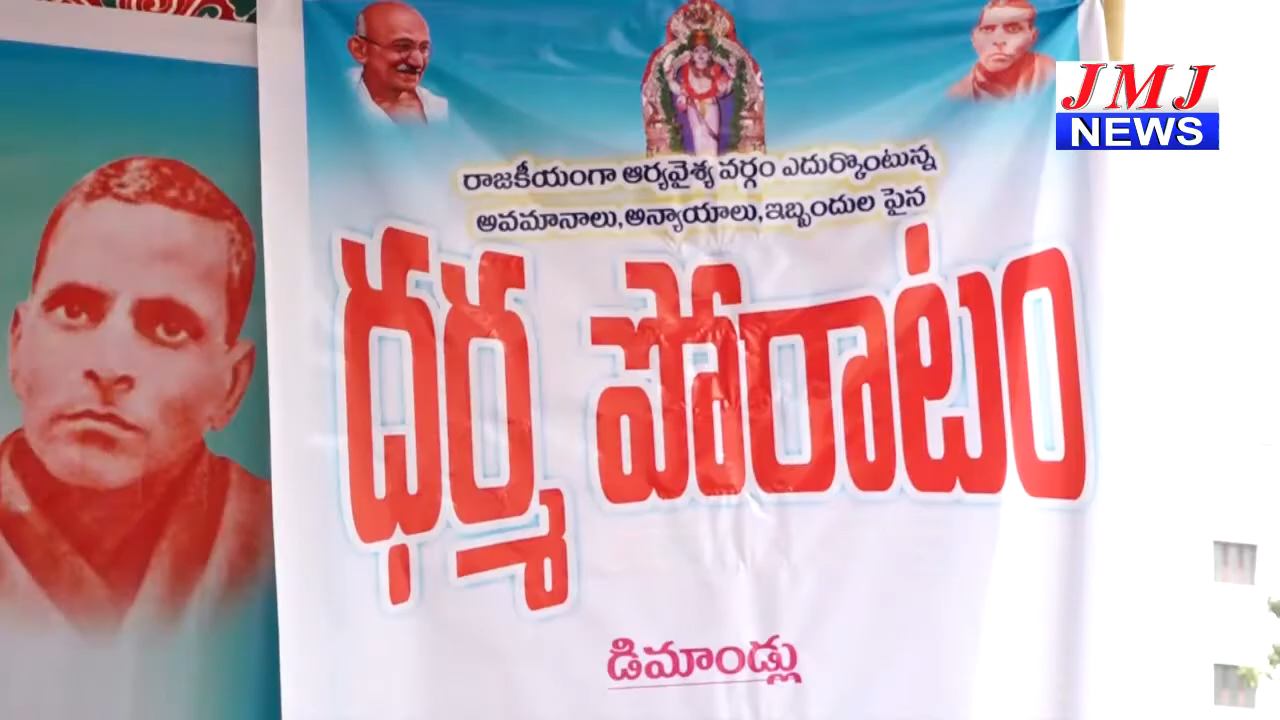 JMJ
NEWS
రాజకీయంగా ఆర్యవైశ్య వర్గం ఎదుర్కొంటున్న
అవమానాలు,అన్యాయాలు,ఇబ్బందుల పైన
ధర్మ పోరాటం
డిమాండ్లు